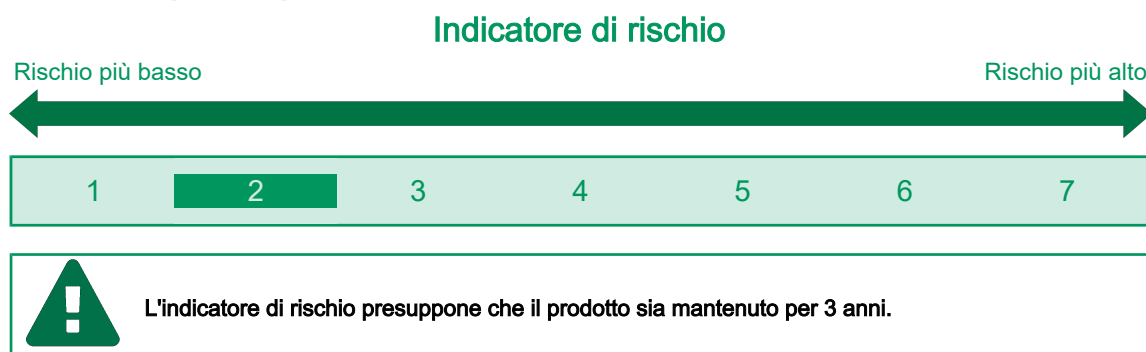 Indicatore di rischio
Rischio più basso Rischio più alto
1 2 3 4 5 6 7
L'indicatore di rischio presuppone che il prodotto sia mantenuto per 3 anni.